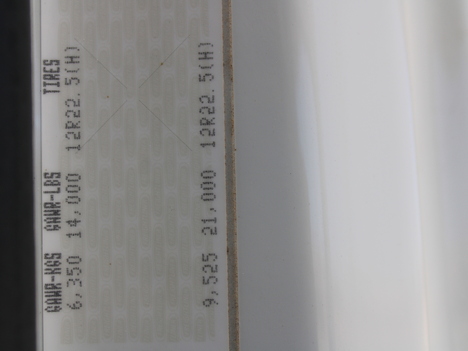 GAWR-KGS GAWR-LBS TIRES
6,350 14,000 12R22.5(H)
9,525 21,000 12R22.5(H)